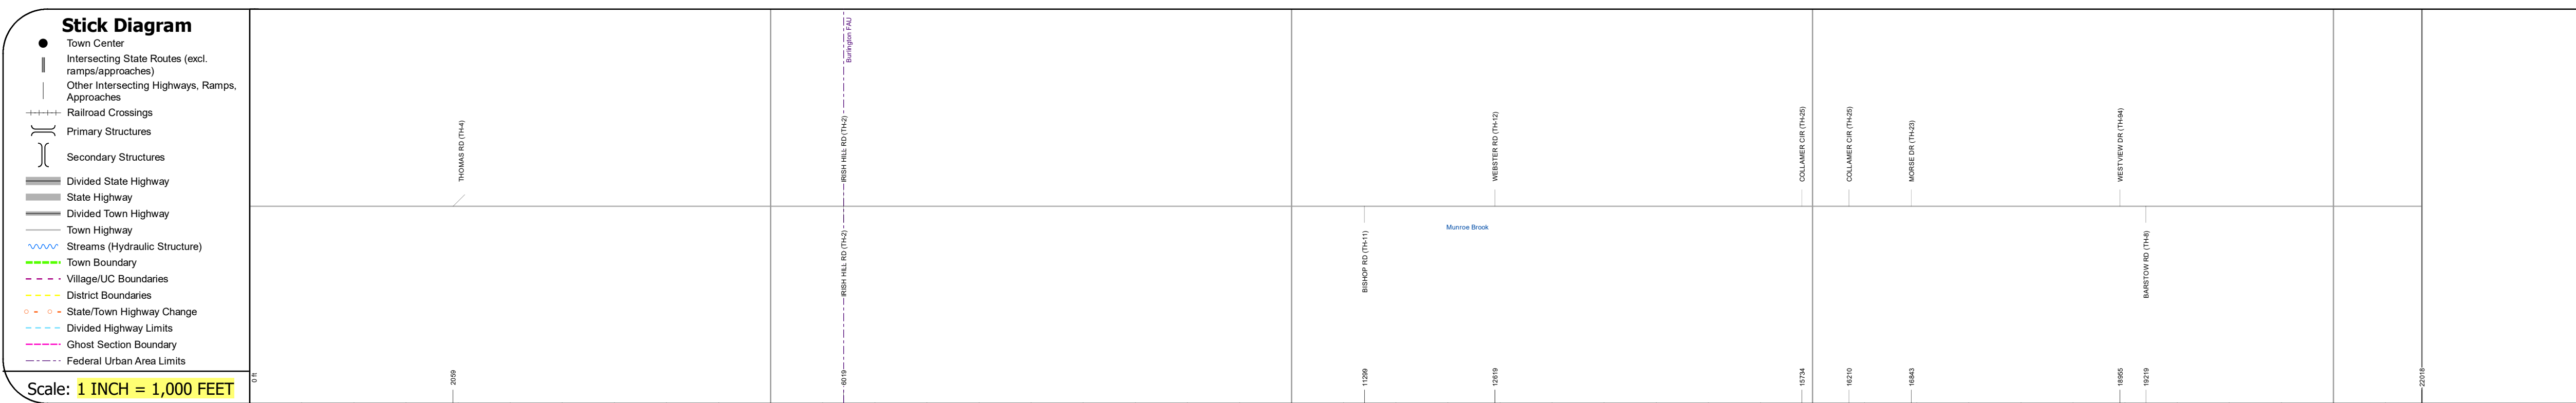 Stick Diagram
Town Center
Intersecting State Routes (excl.
ramps/approaches)
Other Intersecting Highways, Ramps,
Approaches
Railroad Crossings
Primary Structures
Secondary Structures
Divided State Highway
State Highway
Divided Town Highway
Town Highway
Streams (Hydraulic Structure)
Town Boundary
Village/UC Boundaries
District Boundaries
State/Town Highway Change
Divided Highway Limits
Ghost Section Boundary
Federal Urban Area Limits
Scale: 1 INCH = 1,000 FEET
Burlington FAU
THOMAS RD (TH-4)
IRISH HILL RD (TH-2)
WEBSTER RD (TH-12)
COLLAMER CIR (TH-25)
COLLAMER CIR (TH-25)
MORSE DR (TH-23)
WESTVIEW DR (TH-94)
IRISH HILL RD (TH-2)
BISHOP RD (TH-11)
Munroe Brook
BARSTOW RD (TH-8)
0 ft
2059
6019
11299
12619
15734
16210
16843
18955
19219
22018